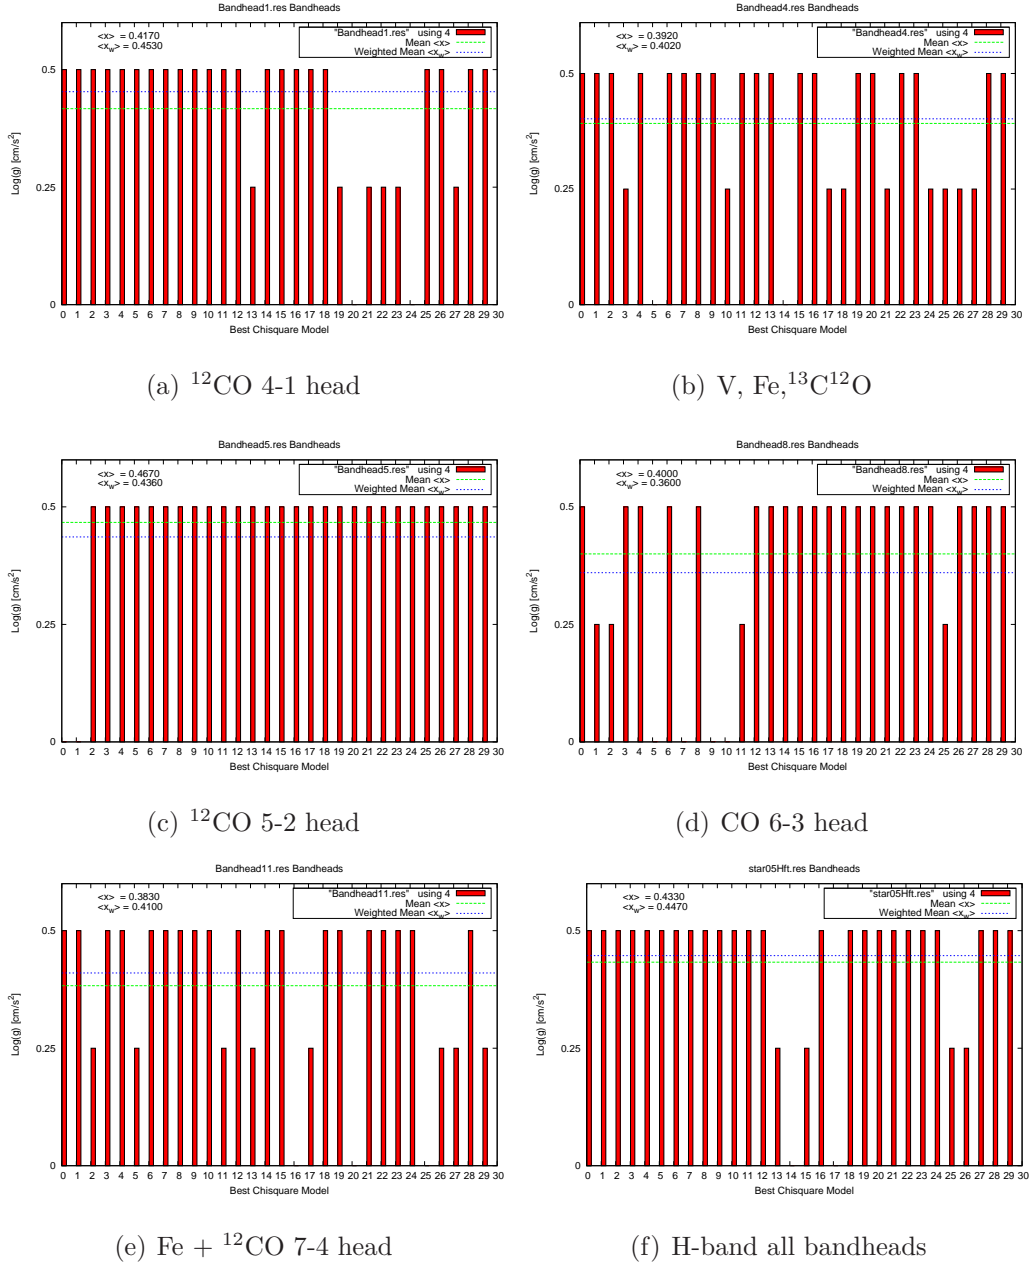 Bandhead1.res Bandheads
<x> = 0.4170
<x_w> = 0.4530
"Bandhead1.res" using 4
Mean <x>
Weighted Mean <x_w>
Log(g) [cm/s²]
0.5
0.25
0
0 1 2 3 4 5 6 7 8 9 10 11 12 13 14 15 16 17 18 19 20 21 22 23 24 25 26 27 28 29 30
Best Chisquare Model
(a) ¹²CO 4-1 head
Bandhead4.res Bandheads
<x> = 0.3920
<x_w> = 0.4020
"Bandhead4.res" using 4
Mean <x>
Weighted Mean <x_w>
Log(g) [cm/s²]
0.5
0.25
0
0 1 2 3 4 5 6 7 8 9 10 11 12 13 14 15 16 17 18 19 20 21 22 23 24 25 26 27 28 29 30
Best Chisquare Model
(b) V, Fe,¹³C¹²O
Bandhead5.res Bandheads
<x> = 0.4670
<x_w> = 0.4360
"Bandhead5.res" using 4
Mean <x>
Weighted Mean <x_w>
Log(g) [cm/s²]
0.5
0.25
0
0 1 2 3 4 5 6 7 8 9 10 11 12 13 14 15 16 17 18 19 20 21 22 23 24 25 26 27 28 29 30
Best Chisquare Model
(c) ¹²CO 5-2 head
Bandhead8.res Bandheads
<x> = 0.4000
<x_w> = 0.3600
"Bandhead8.res" using 4
Mean <x>
Weighted Mean <x_w>
Log(g) [cm/s²]
0.5
0.25
0
0 1 2 3 4 5 6 7 8 9 10 11 12 13 14 15 16 17 18 19 20 21 22 23 24 25 26 27 28 29 30
Best Chisquare Model
(d) CO 6-3 head
Bandhead11.res Bandheads
<x> = 0.3830
<x_w> = 0.4100
"Bandhead11.res" using 4
Mean <x>
Weighted Mean <x_w>
Log(g) [cm/s²]
0.5
0.25
0
0 1 2 3 4 5 6 7 8 9 10 11 12 13 14 15 16 17 18 19 20 21 22 23 24 25 26 27 28 29 30
Best Chisquare Model
(e) Fe + ¹²CO 7-4 head
star05Hft.res Bandheads
<x> = 0.4330
<x_w> = 0.4470
"star05Hft.res" using 4
Mean <x>
Weighted Mean <x_w>
Log(g) [cm/s²]
0.5
0.25
0
0 1 2 3 4 5 6 7 8 9 10 11 12 13 14 15 16 17 18 19 20 21 22 23 24 25 26 27 28 29 30
Best Chisquare Model
(f) H-band all bandheads